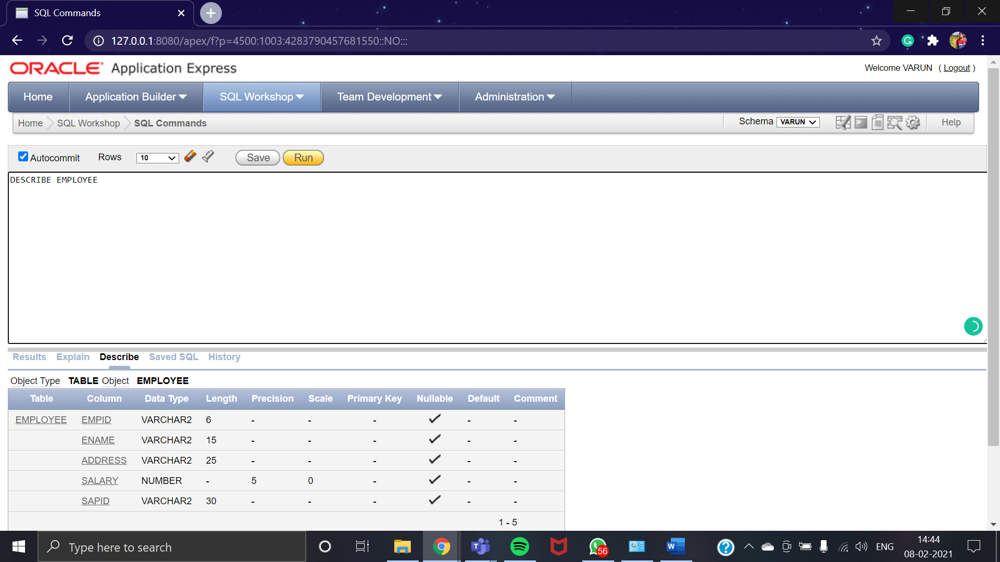 SQL Commands
127.0.0.1:8080/apex/f?p=4500:1003:4283790457681550::NO:::
ORACLE Application Express
Welcome VARUN ( Logout )
Home Application Builder SQL Workshop Team Development Administration
Home SQL Workshop SQL Commands Schema VARUN Help
Autocommit Rows 10 Save Run
DESCRIBE EMPLOYEE
Results Explain Describe Saved SQL History
Object Type TABLE Object EMPLOYEE
Table Column Data Type Length Precision Scale Primary Key Nullable Default Comment
EMPLOYEE EMPID VARCHAR2 6 - - - - -
ENAME VARCHAR2 15 - - - - -
ADDRESS VARCHAR2 25 - - - - -
SALARY NUMBER - 5 0 - - -
SAPID VARCHAR2 30 - - - - -
1 - 5
Type here to search
56
ENG
14:44
08-02-2021